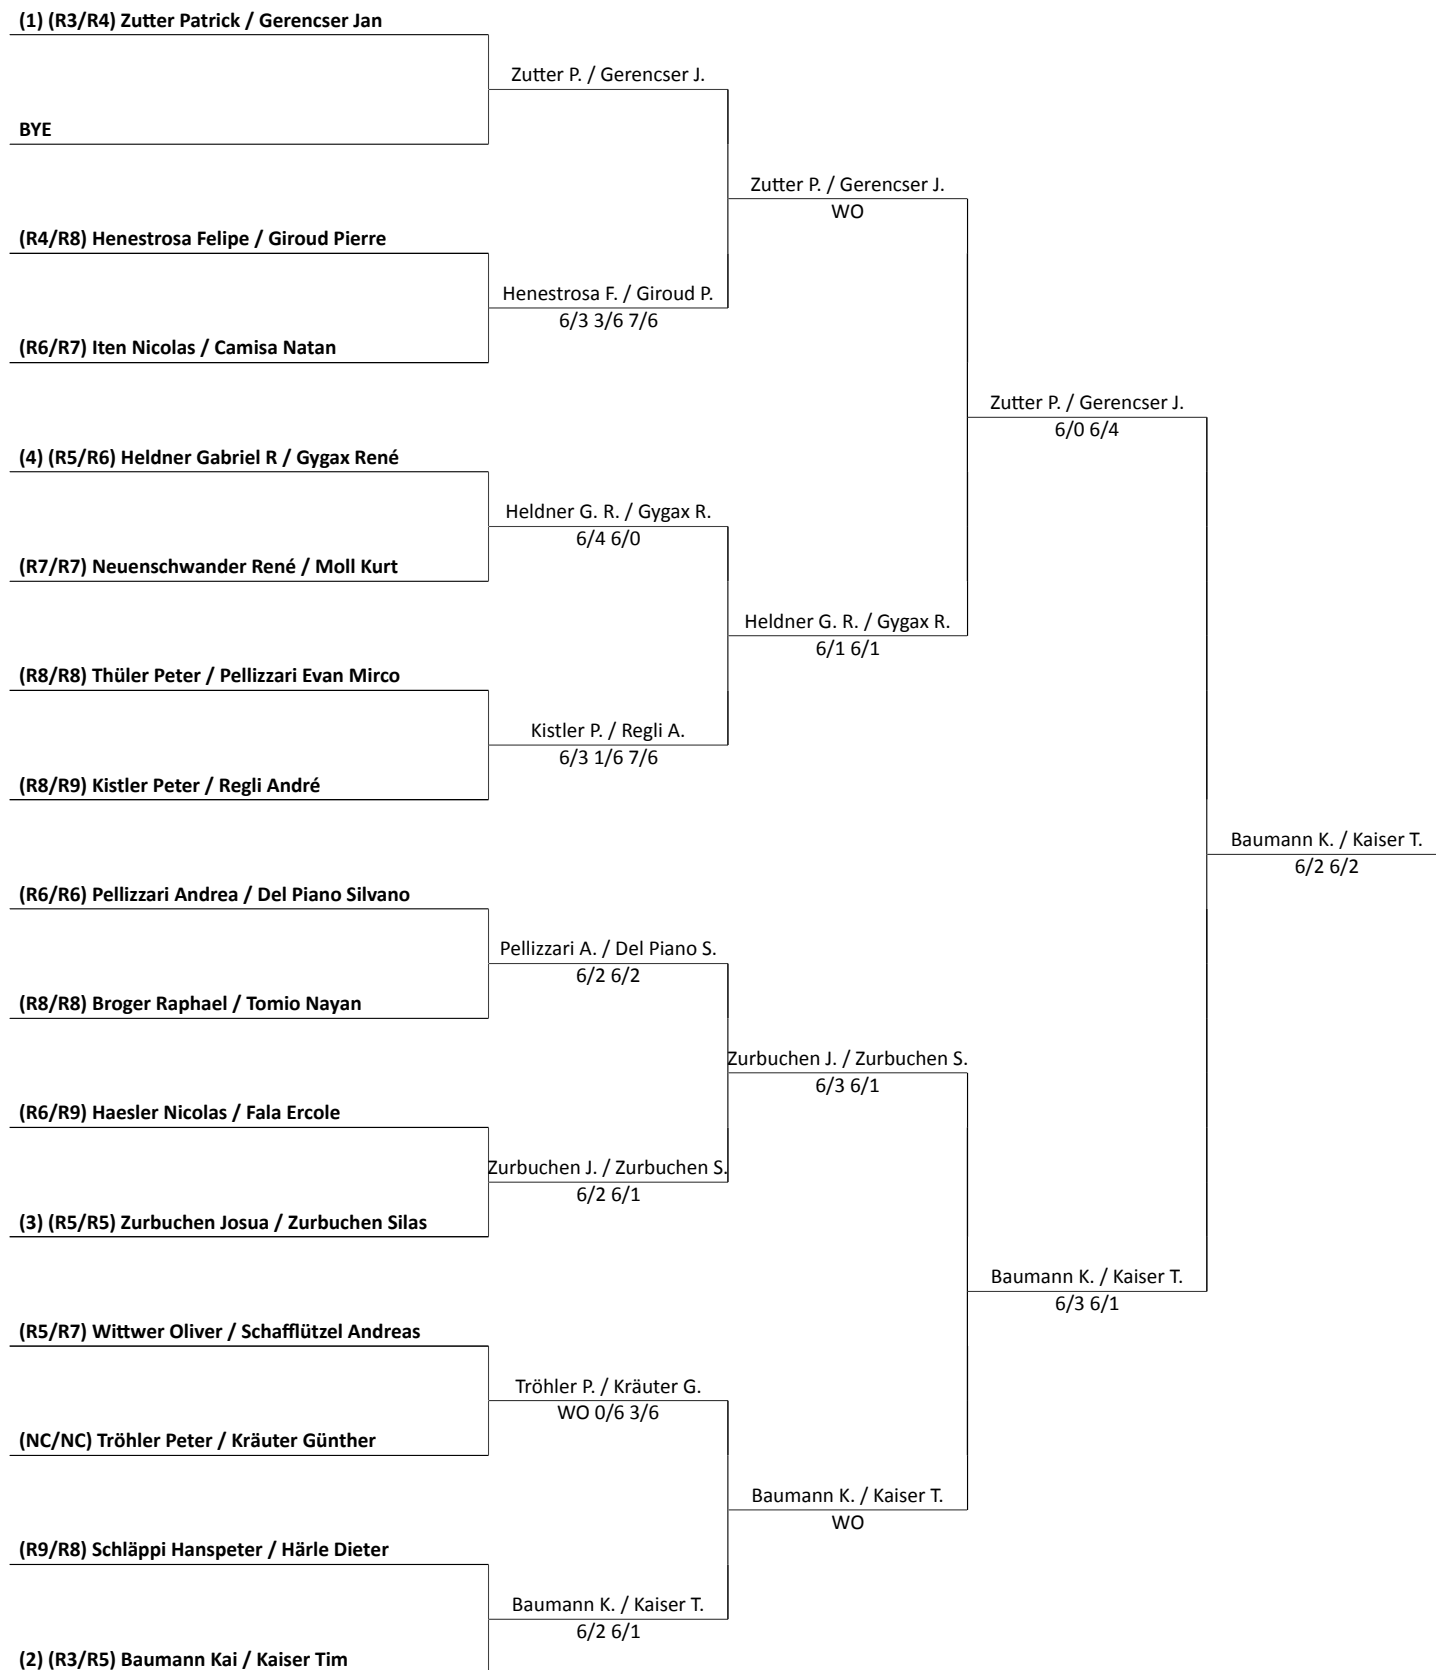 (1) (R3/R4) Zutter Patrick / Gerencser Jan
Zutter P. / Gerencser J.
BYE
Zutter P. / Gerencser J.
WO
(R4/R8) Henestrosa Felipe / Giroud Pierre
Henestrosa F. / Giroud P.
6/3 3/6 7/6
(R6/R7) Iten Nicolas / Camisa Natan
Zutter P. / Gerencser J.
6/0 6/4
(4) (R5/R6) Heldner Gabriel R / Gygax René
Heldner G. R. / Gygax R.
6/4 6/0
(R7/R7) Neuenschwander René / Moll Kurt
Heldner G. R. / Gygax R.
6/1 6/1
(R8/R8) Thüler Peter / Pellizzari Evan Mirco
Kistler P. / Regli A.
6/3 1/6 7/6
(R8/R9) Kistler Peter / Regli André
Baumann K. / Kaiser T.
6/2 6/2
(R6/R6) Pellizzari Andrea / Del Piano Silvano
Pellizzari A. / Del Piano S.
6/2 6/2
(R8/R8) Broger Raphael / Tomio Nayan
Zurbuchen J. / Zurbuchen S.
6/3 6/1
(R6/R9) Haesler Nicolas / Fala Ercole
Zurbuchen J. / Zurbuchen S.
6/2 6/1
(3) (R5/R5) Zurbuchen Josua / Zurbuchen Silas
Baumann K. / Kaiser T.
6/3 6/1
(R5/R7) Wittwer Oliver / Schafflützel Andreas
Tröhler P. / Kräuter G.
WO 0/6 3/6
(NC/NC) Tröhler Peter / Kräuter Günther
Baumann K. / Kaiser T.
WO
(R9/R8) Schläppi Hanspeter / Härle Dieter
Baumann K. / Kaiser T.
6/2 6/1
(2) (R3/R5) Baumann Kai / Kaiser Tim